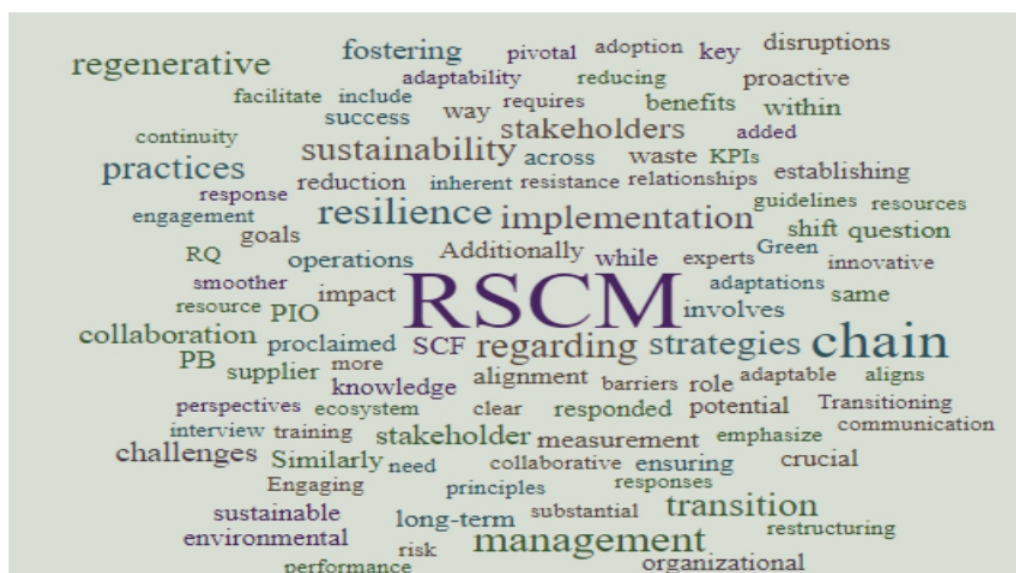 fostering pivotal adoption key disruptions
regenerative adaptability reducing proactive
facilitate include way requires benefits within
success stakeholders added
continuity sustainability across waste KPIs
practices reduction inherent resistance relationships establishing
response resilience implementation guidelines resources
engagement goals shift question
RQ operations Additionally while experts Green innovative
smoother impact RSCM adaptations same
resource PIO involves
collaboration proclaimed SCF regarding strategies chain
PB supplier more alignment barriers role adaptable aligns
knowledge
perspectives ecosystem clear responded potential Transitioning
interview training stakeholder measurement emphasize communication
challenges Similarly need collaborative ensuring crucial
Engaging principles responses
sustainable long-term substantial transition
environmental risk management restructuring
performance organizational